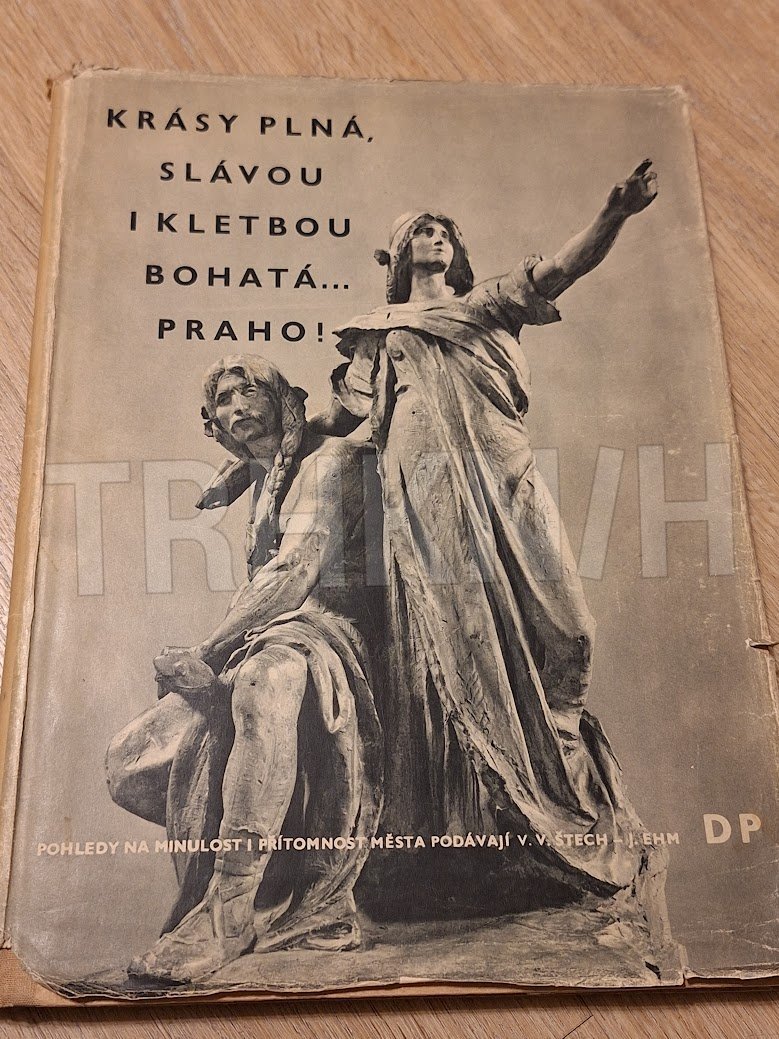 KRÁSY PLNÁ,
SLÁVOU
I KLETBOU
BOHATÁ...
PRAHO!
POHLEDY NA MINULOST I PŘÍTOMNOST MĚSTA PODÁVAJÍ V. V. ŠTECH – J. EHM
DP